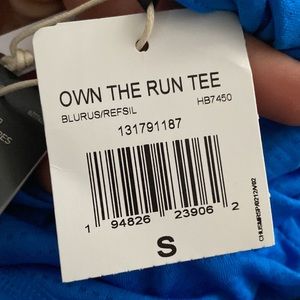 OWN THE RUN TEE
BLURUS/REFSIL HB7450
131791187
1 94826 23906 2
S